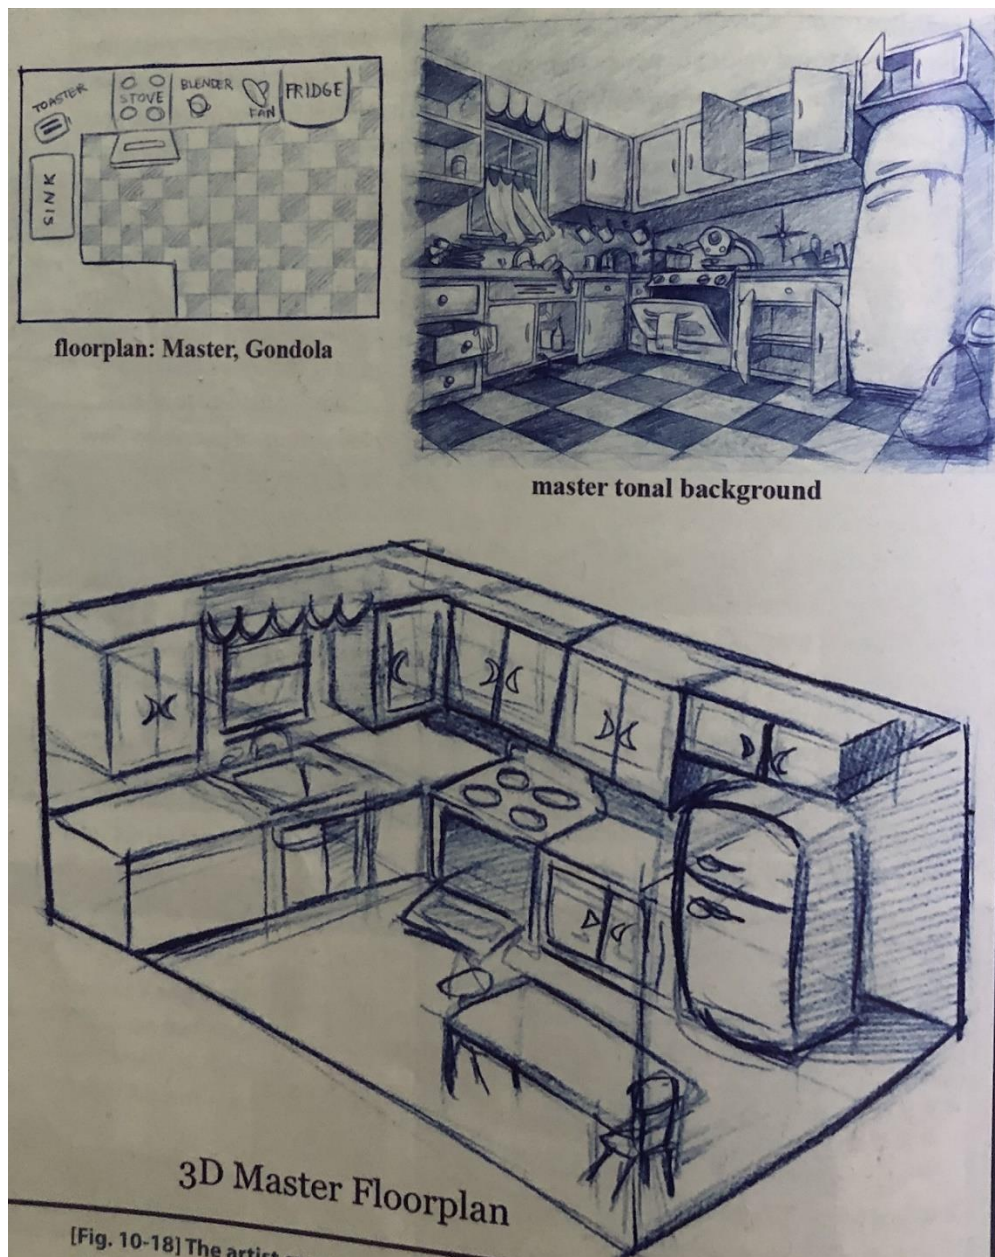 TOASTER
STOVE
BLENDER
FAN
FRIDGE
SINK
floorplan: Master, Gondola
master tonal background
3D Master Floorplan
[Fig. 10-18] The artist